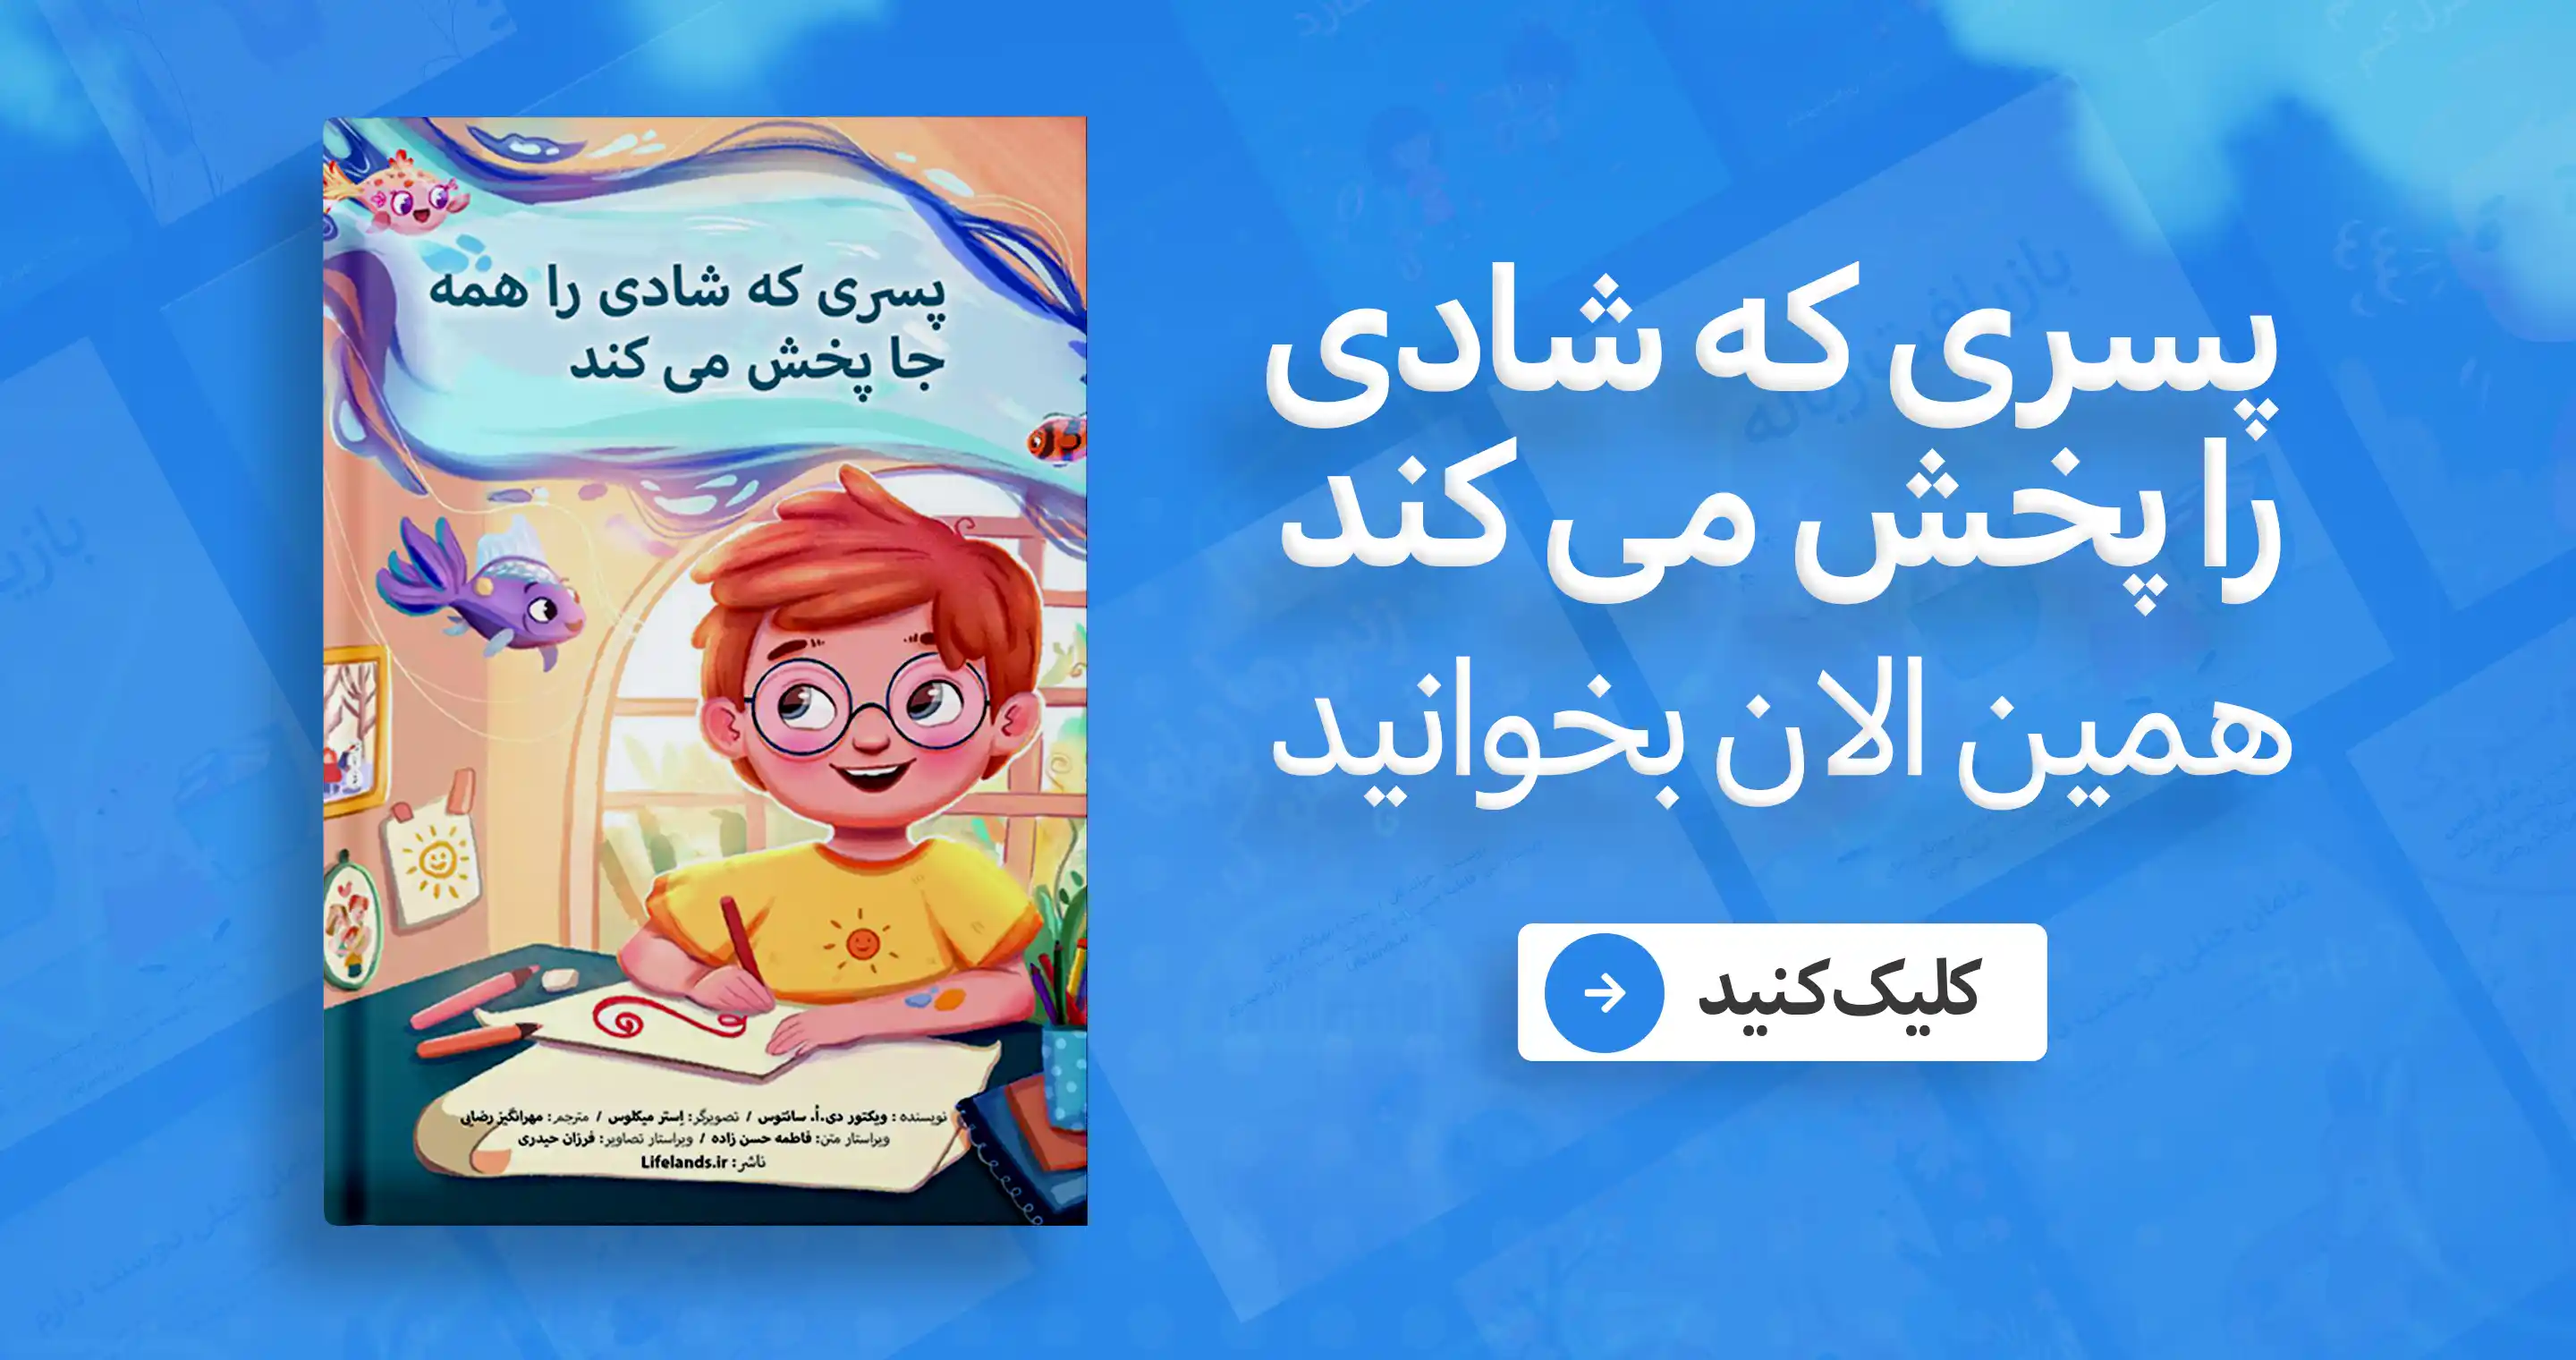 پسری که شادی را همه
جا پخش می کند
نویسنده : ویکتور دی.اُ. سانتوس / تصویرگر: اِستر میکلوس / مترجم: مهرانگیز رضایی
ویراستار متن: فاطمه حسن زاده / ویراستار تصاویر: فرزان حیدری
ناشر: Lifelands.ir
پسری که شادی
را پخش می کند
همین الان بخوانید
کلیک کنید